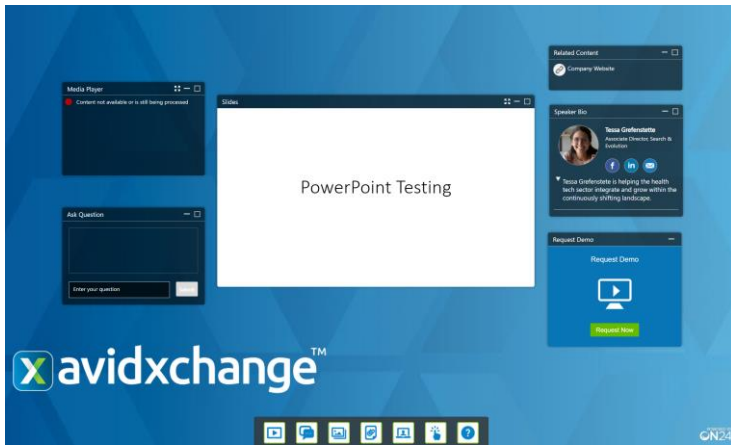 Media Player
Content not available or is still being processed
Ask Question
Enter your question
Slides
PowerPoint Testing
Related Content
Company Website
Speaker Bio
Tessa Grefenstette
Associate Director, Search &
Evolution
Tessa Grefenstete is helping the health
tech sector integrate and grow within the
continuously shifting landscape.
Request Demo
Request Demo
Request Now
avidxchange™
ON24